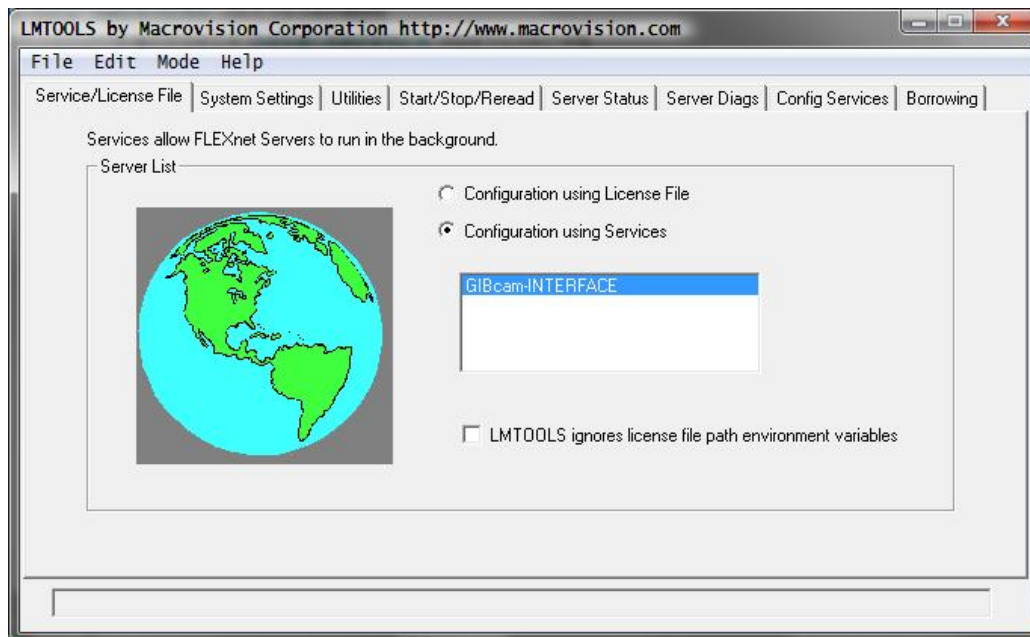 LMTOOLS by Macrovision Corporation http://www.macrovision.com
File Edit Mode Help
Service/License File System Settings Utilities Start/Stop/Reread Server Status Server Diags Config Services Borrowing
Services allow FLEXnet Servers to run in the background.
Server List
Configuration using License File
Configuration using Services
GIBcam-INTERFACE
LMTOOLS ignores license file path environment variables